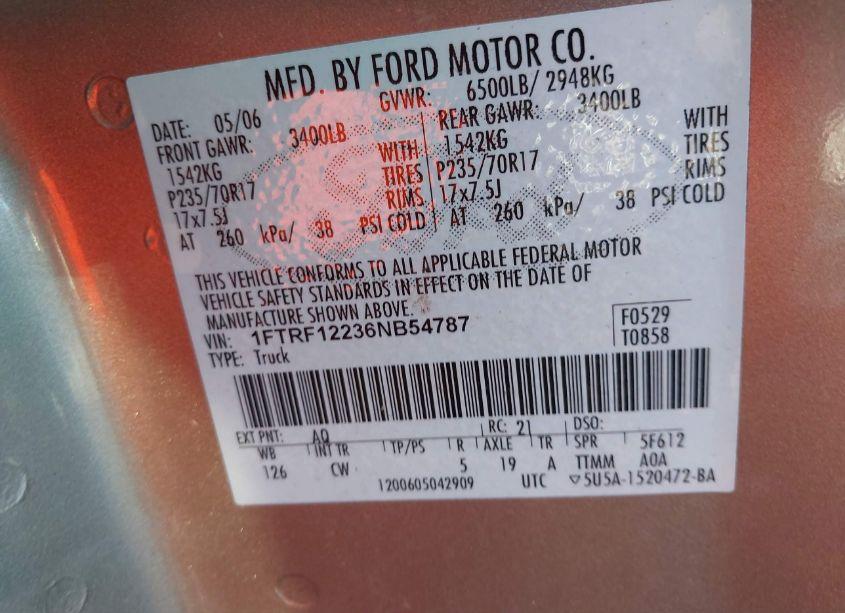 MFD. BY FORD MOTOR CO.
DATE: 05/06 GVWR: 6500LB/ 2948KG
FRONT GAWR: 3400LB REAR GAWR: 3400LB
1542KG WITH 1542KG WITH
P235/70R17 TIRES P235/70R17 TIRES
17x7.5J RIMS 17x7.5J RIMS
AT 260 kPa/ 38 PSI COLD AT 260 kPa/ 38 PSI COLD
THIS VEHICLE CONFORMS TO ALL APPLICABLE FEDERAL MOTOR
VEHICLE SAFETY STANDARDS IN EFFECT ON THE DATE OF
MANUFACTURE SHOWN ABOVE.
VIN: 1FTRF12236NB54787 F0529
TYPE: Truck T0858
EXT PNT: AQ RC: 21 DSO:
WB INT TR TP/PS R AXLE TR SPR 5F612
126 CW 5 19 A TTMM A0A
1200605042909 UTC ▽5U5A-1520472-BA